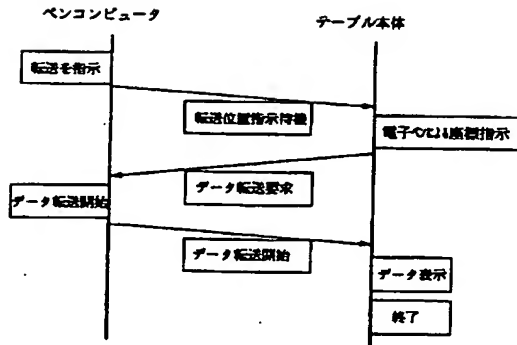 ペンコンピュータ
テーブル本体
転送を指示
転送位置指示待機
電子ペンによる座標指示
データ転送要求
データ転送開始
データ転送開始
データ表示
終了